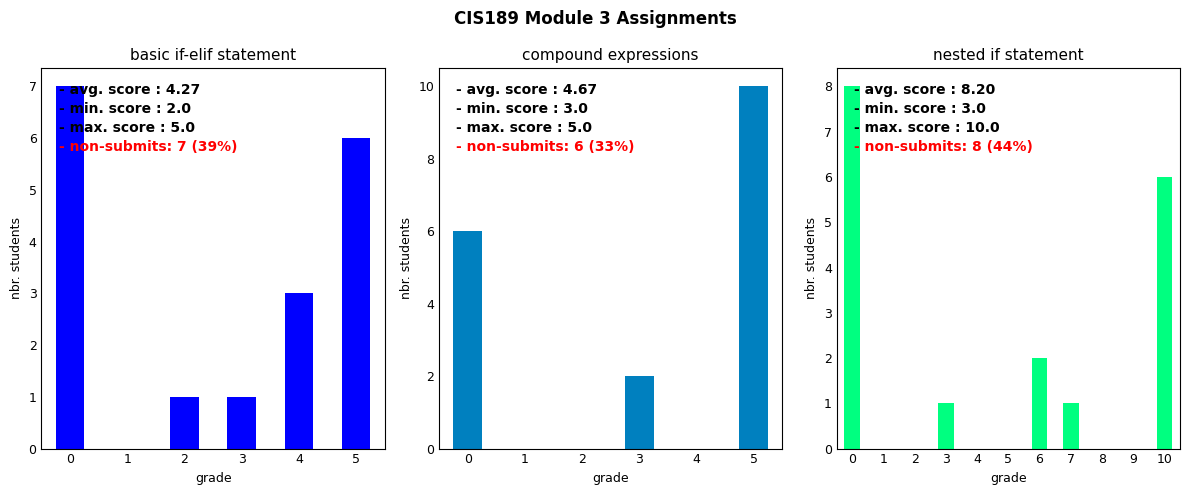 CIS189 Module 3 Assignments
basic if-elif statement
- avg. score : 4.27
- min. score : 2.0
- max. score : 5.0
- non-submits: 7 (39%)
7
6
5
4
3
2
1
0
nbr. students
0 1 2 3 4 5
grade
compound expressions
- avg. score : 4.67
- min. score : 3.0
- max. score : 5.0
- non-submits: 6 (33%)
10
8
6
4
2
0
nbr. students
0 1 2 3 4 5
grade
nested if statement
- avg. score : 8.20
- min. score : 3.0
- max. score : 10.0
- non-submits: 8 (44%)
8
7
6
5
4
3
2
1
0
nbr. students
0 1 2 3 4 5 6 7 8 9 10
grade